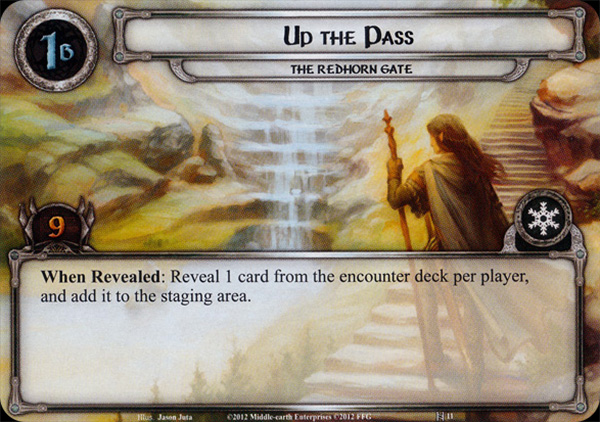 1B
UP THE PASS
THE REDHORN GATE
9
When Revealed: Reveal 1 card from the encounter deck per player,
and add it to the staging area.
Illus. Jason Juta ©2012 Middle-earth Enterprises ©2012 FFG 11